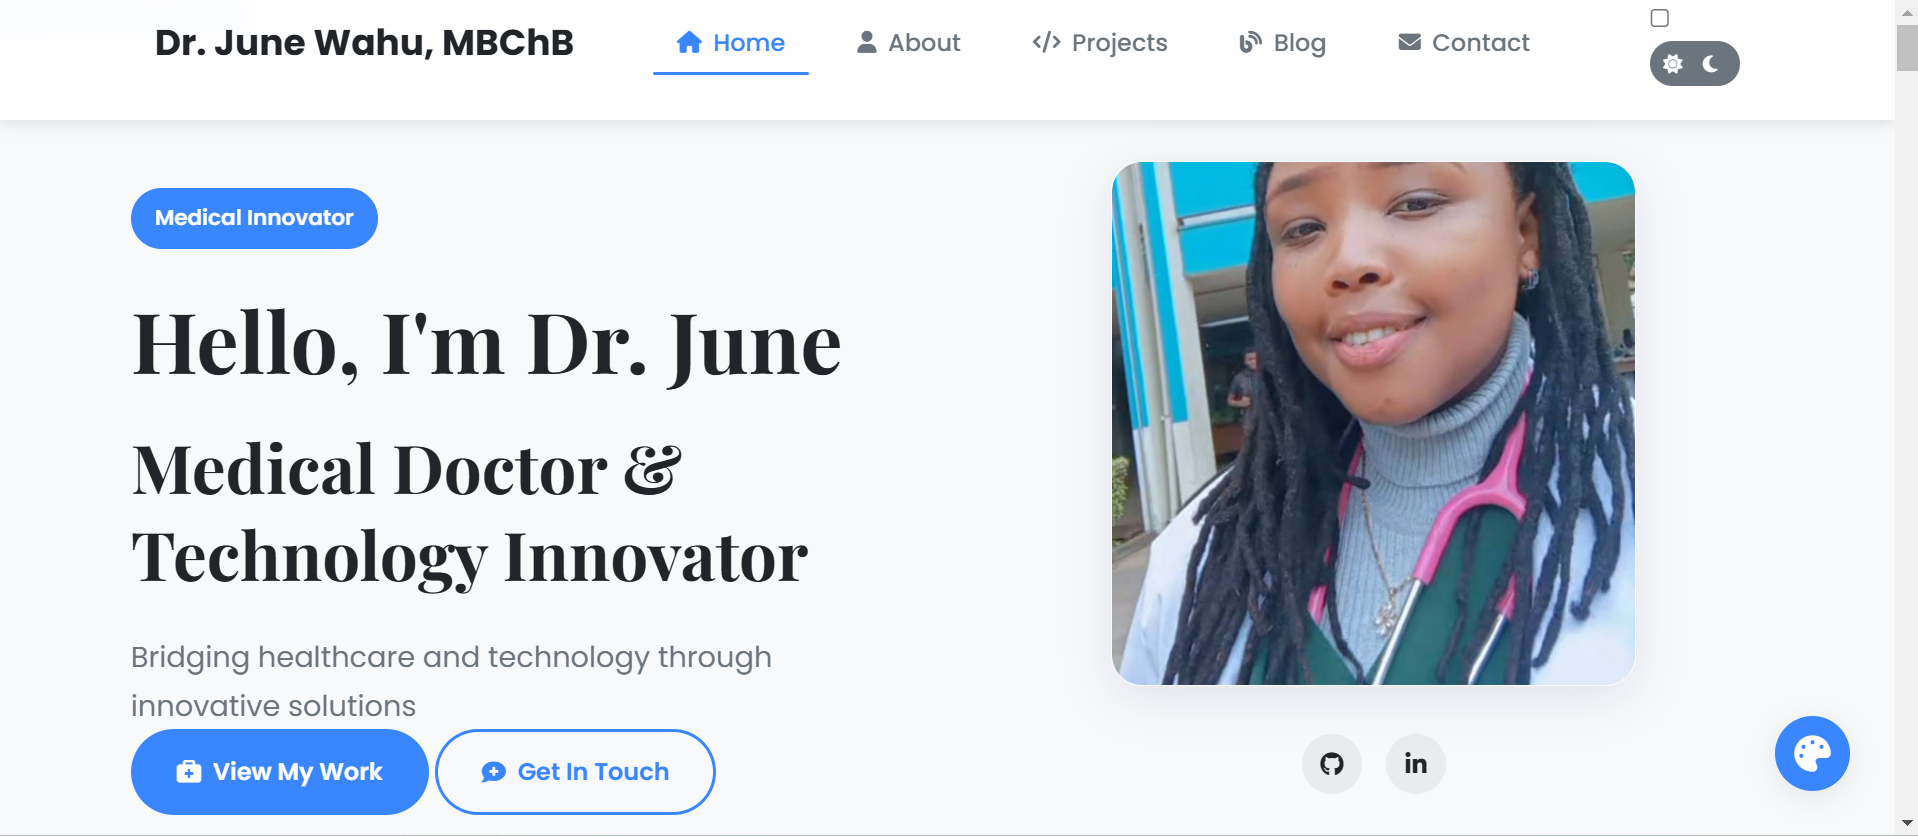 Dr. June Wahu, MBChB
Home
About
Projects
Blog
Contact
Medical Innovator
Hello, I'm Dr. June
Medical Doctor &
Technology Innovator
Bridging healthcare and technology through
innovative solutions
View My Work
Get In Touch
in